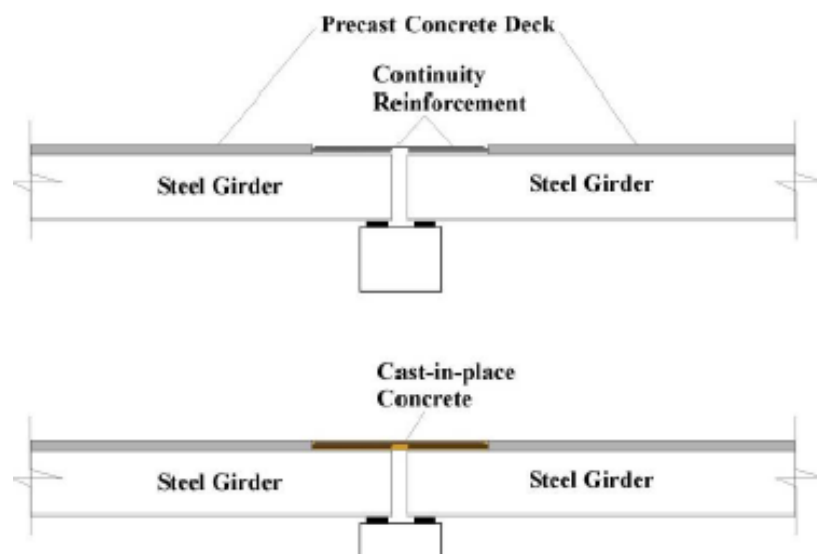 Precast Concrete Deck
Continuity
Reinforcement
Steel Girder
Steel Girder
Cast-in-place
Concrete
Steel Girder
Steel Girder